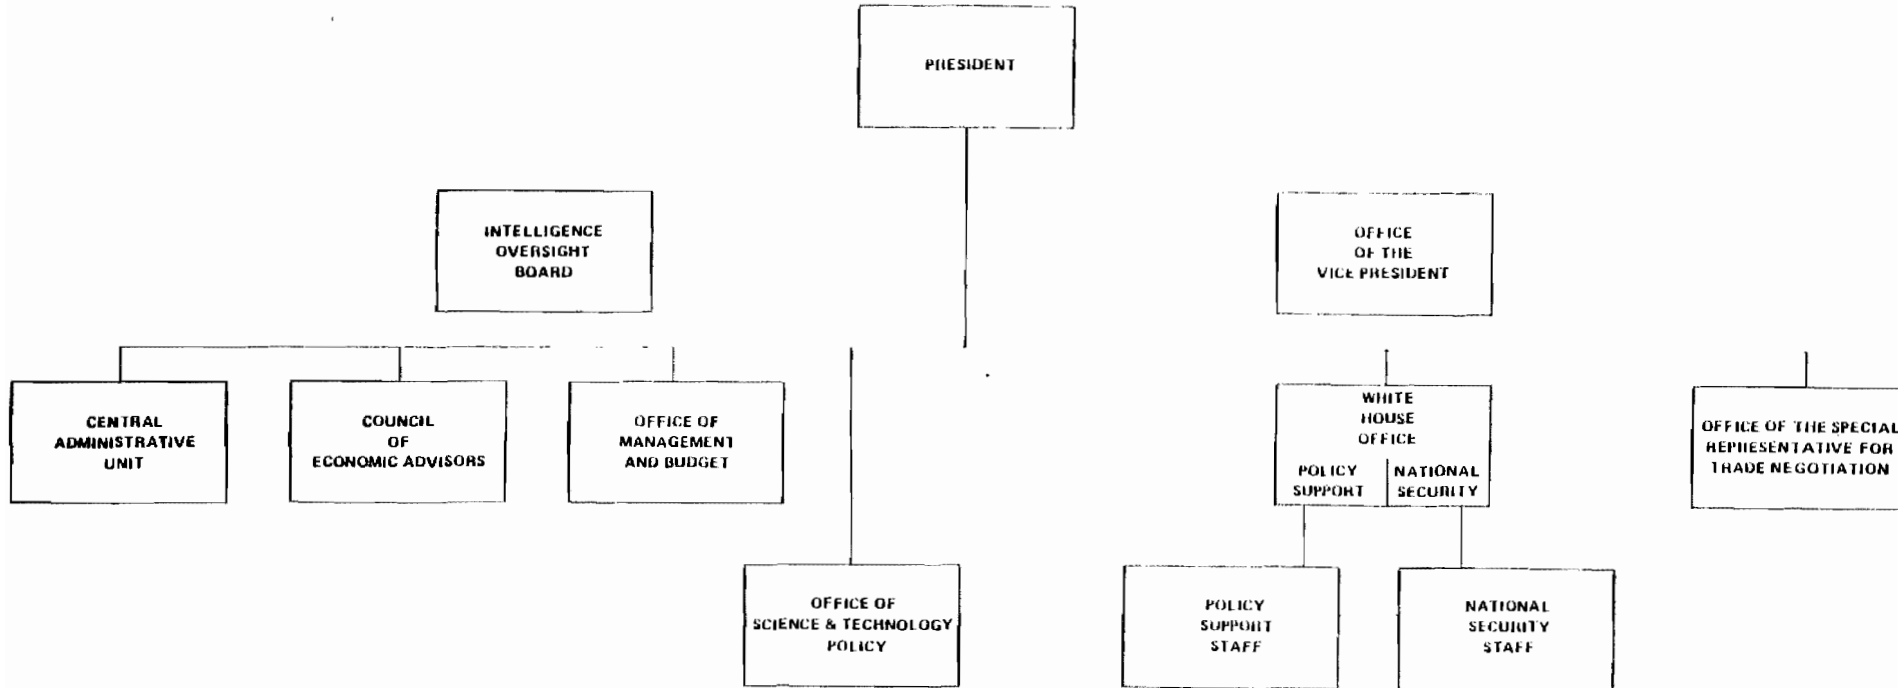 PRESIDENT
INTELLIGENCE
OVERSIGHT
BOARD
OFFICE
OF THE
VICE PRESIDENT
CENTRAL
ADMINISTRATIVE
UNIT
COUNCIL
OF
ECONOMIC ADVISORS
OFFICE OF
MANAGEMENT
AND BUDGET
WHITE
HOUSE
OFFICE
POLICY
SUPPORT
NATIONAL
SECURITY
OFFICE OF THE SPECIAL
REPRESENTATIVE FOR
TRADE NEGOTIATION
OFFICE OF
SCIENCE & TECHNOLOGY
POLICY
POLICY
SUPPORT
STAFF
NATIONAL
SECURITY
STAFF